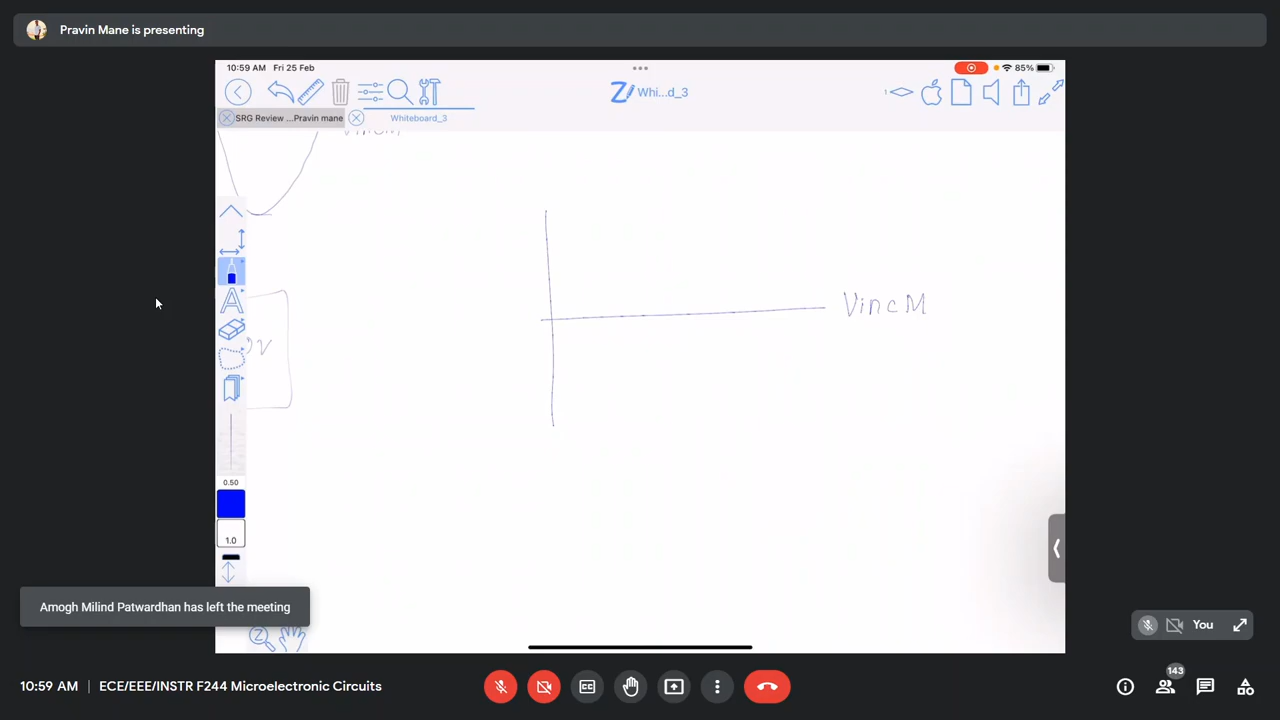 Pravin Mane is presenting
10:59 AM Fri 25 Feb
85%
Whi...d_3
1
SRG Review ...Pravin mane
Whiteboard_3
VincM
0.50
1.0
Amogh Milind Patwardhan has left the meeting
You
10:59 AM | ECE/EEE/INSTR F244 Microelectronic Circuits
143